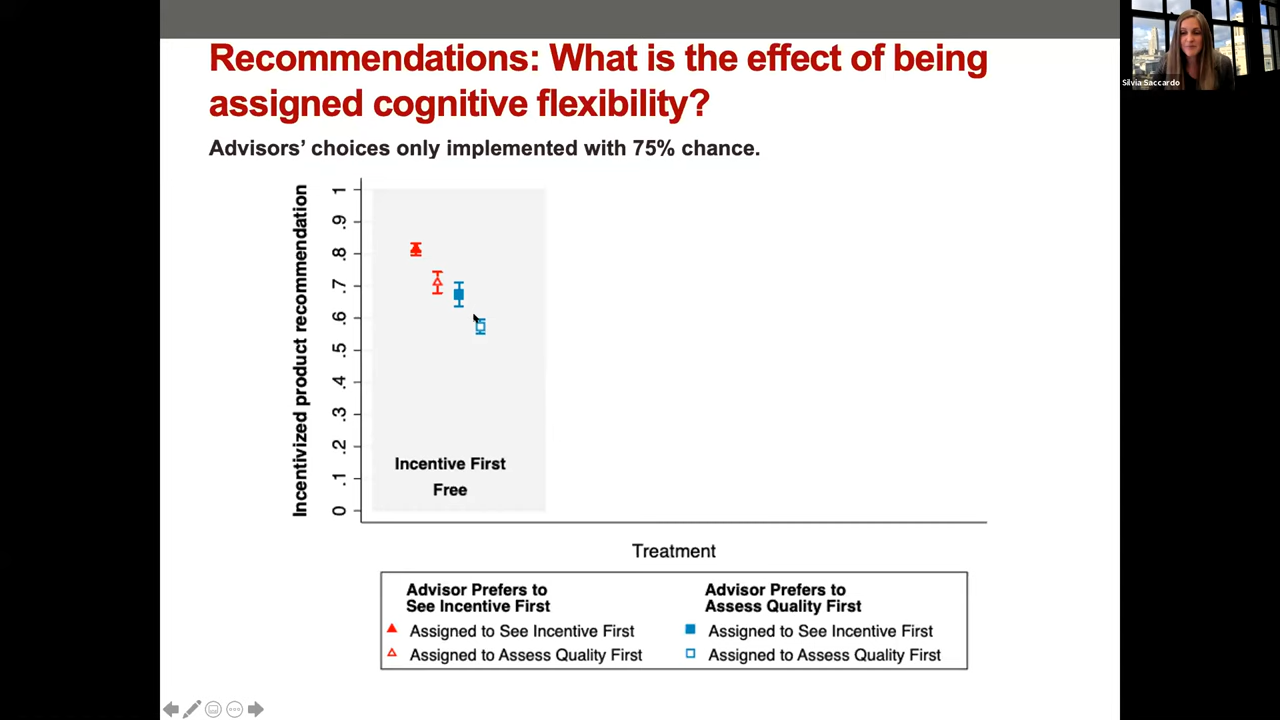 Recommendations: What is the effect of being
assigned cognitive flexibility?
Advisors' choices only implemented with 75% chance.
Silvia Saccardo
Incentivized product recommendation
1
.9
.8
.7
.6
.5
.4
.3
.2
.1
0
Incentive First
Free
Treatment
Advisor Prefers to
See Incentive First
Assigned to See Incentive First
Assigned to Assess Quality First
Advisor Prefers to
Assess Quality First
Assigned to See Incentive First
Assigned to Assess Quality First